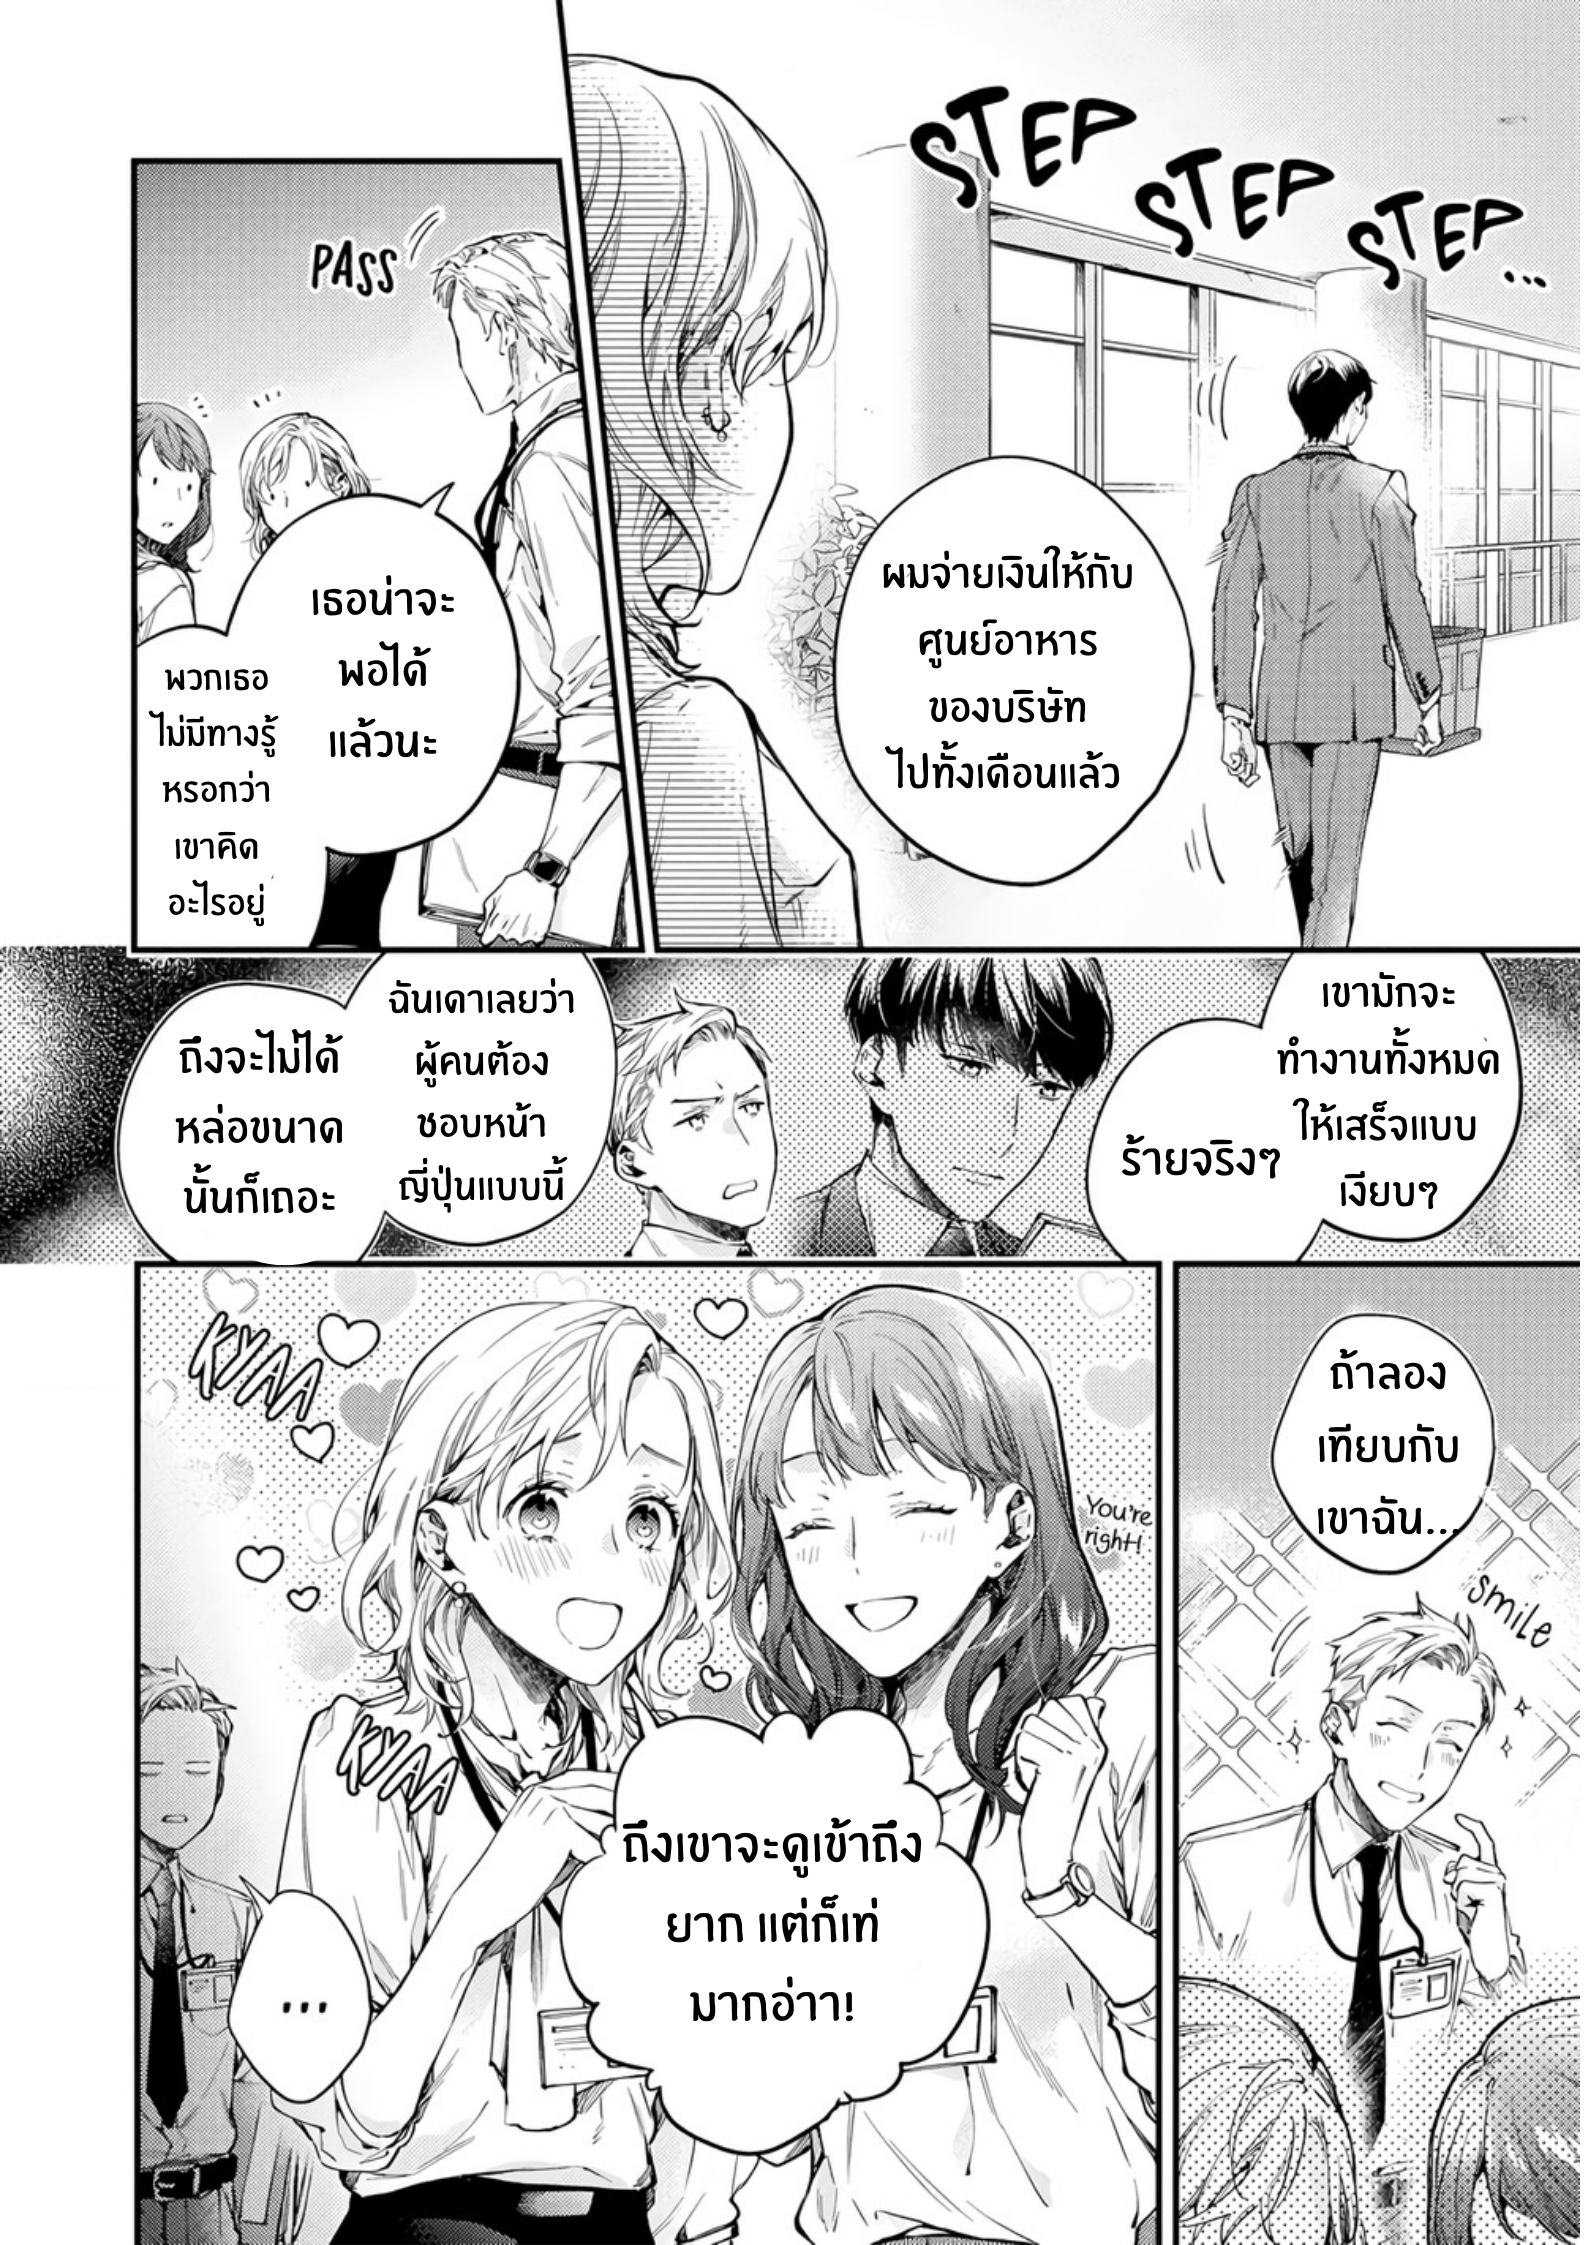 STEP
STEP
STEP...
ผมจ่ายเงินให้กับ
ศูนย์อาหาร
ของบริษัท
ไปทั้งเดือนแล้ว
PASS
เธอน่าจะ
พอได้
แล้วนะ
พวกเธอ
ไม่มีทางรู้
หรอกว่า
เขาคิด
อะไรอยู่
เขามักจะ
ทำงานทั้งหมด
ให้เสร็จแบบ
เงียบๆ
ร้ายจริงๆ
ฉันเดาเลยว่า
ผู้คนต้อง
ชอบหน้า
ญี่ปุ่นแบบนี้
ถึงจะไม่ได้
หล่อขนาด
นั้นก็เถอะ
ถ้าลอง
เทียบกับ
เขาฉัน...
smile
KYAA
You're
right!
KYAA
ถึงเขาจะดูเข้าถึง
ยาก แต่ก็เท่
มากอ่าา!
...